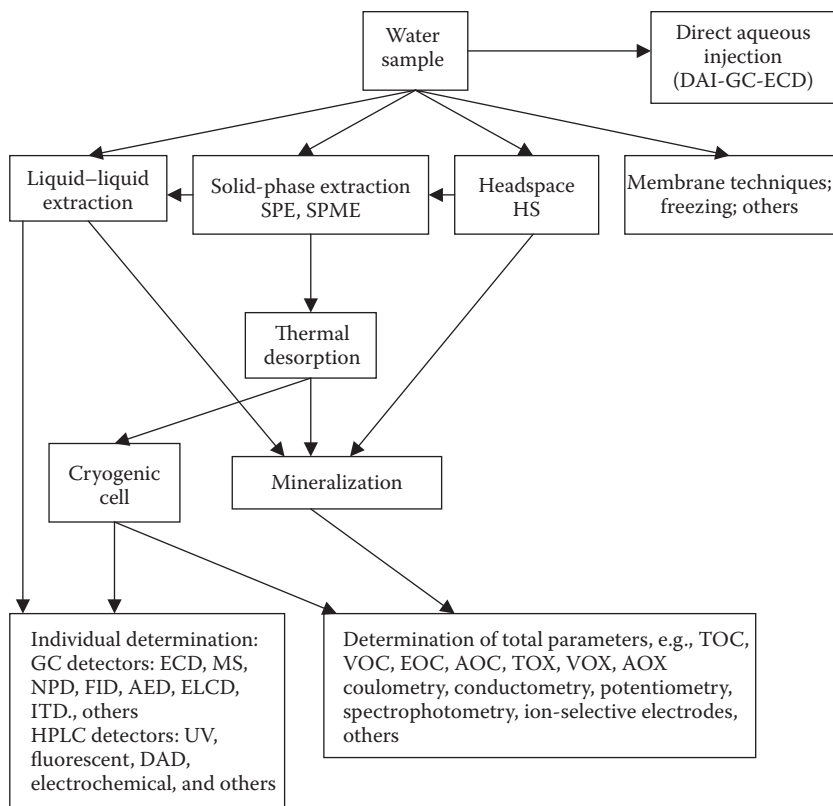 Water
sample
Direct aqueous
injection
(DAI-GC-ECD)
Liquid–liquid
extraction
Solid-phase extraction
SPE, SPME
Headspace
HS
Membrane techniques;
freezing; others
Thermal
desorption
Cryogenic
cell
Mineralization
Individual determination:
GC detectors: ECD, MS,
NPD, FID, AED, ELCD,
ITD., others
HPLC detectors: UV,
fluorescent, DAD,
electrochemical, and others
Determination of total parameters, e.g., TOC,
VOC, EOC, AOC, TOX, VOX, AOX
coulometry, conductometry, potentiometry,
spectrophotometry, ion-selective electrodes,
others